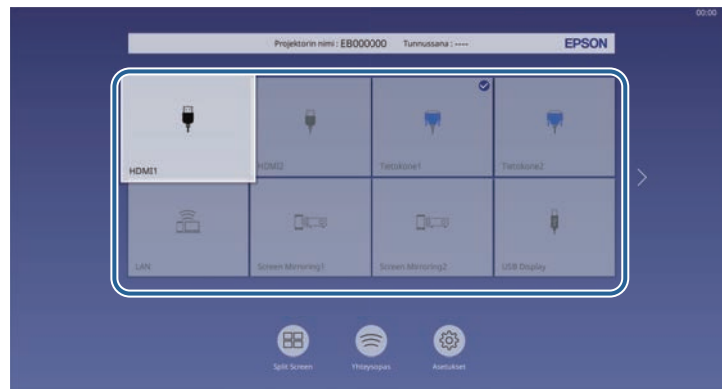 00:00
Projektorin nimi : EB000000 Tunnussana : ---- EPSON
HDMI1 HDMI2 Tietokone1 Tietokone2
LAN Screen Mirroring1 Screen Mirroring2 USB Display
Split Screen Yhteysopas Asetukset